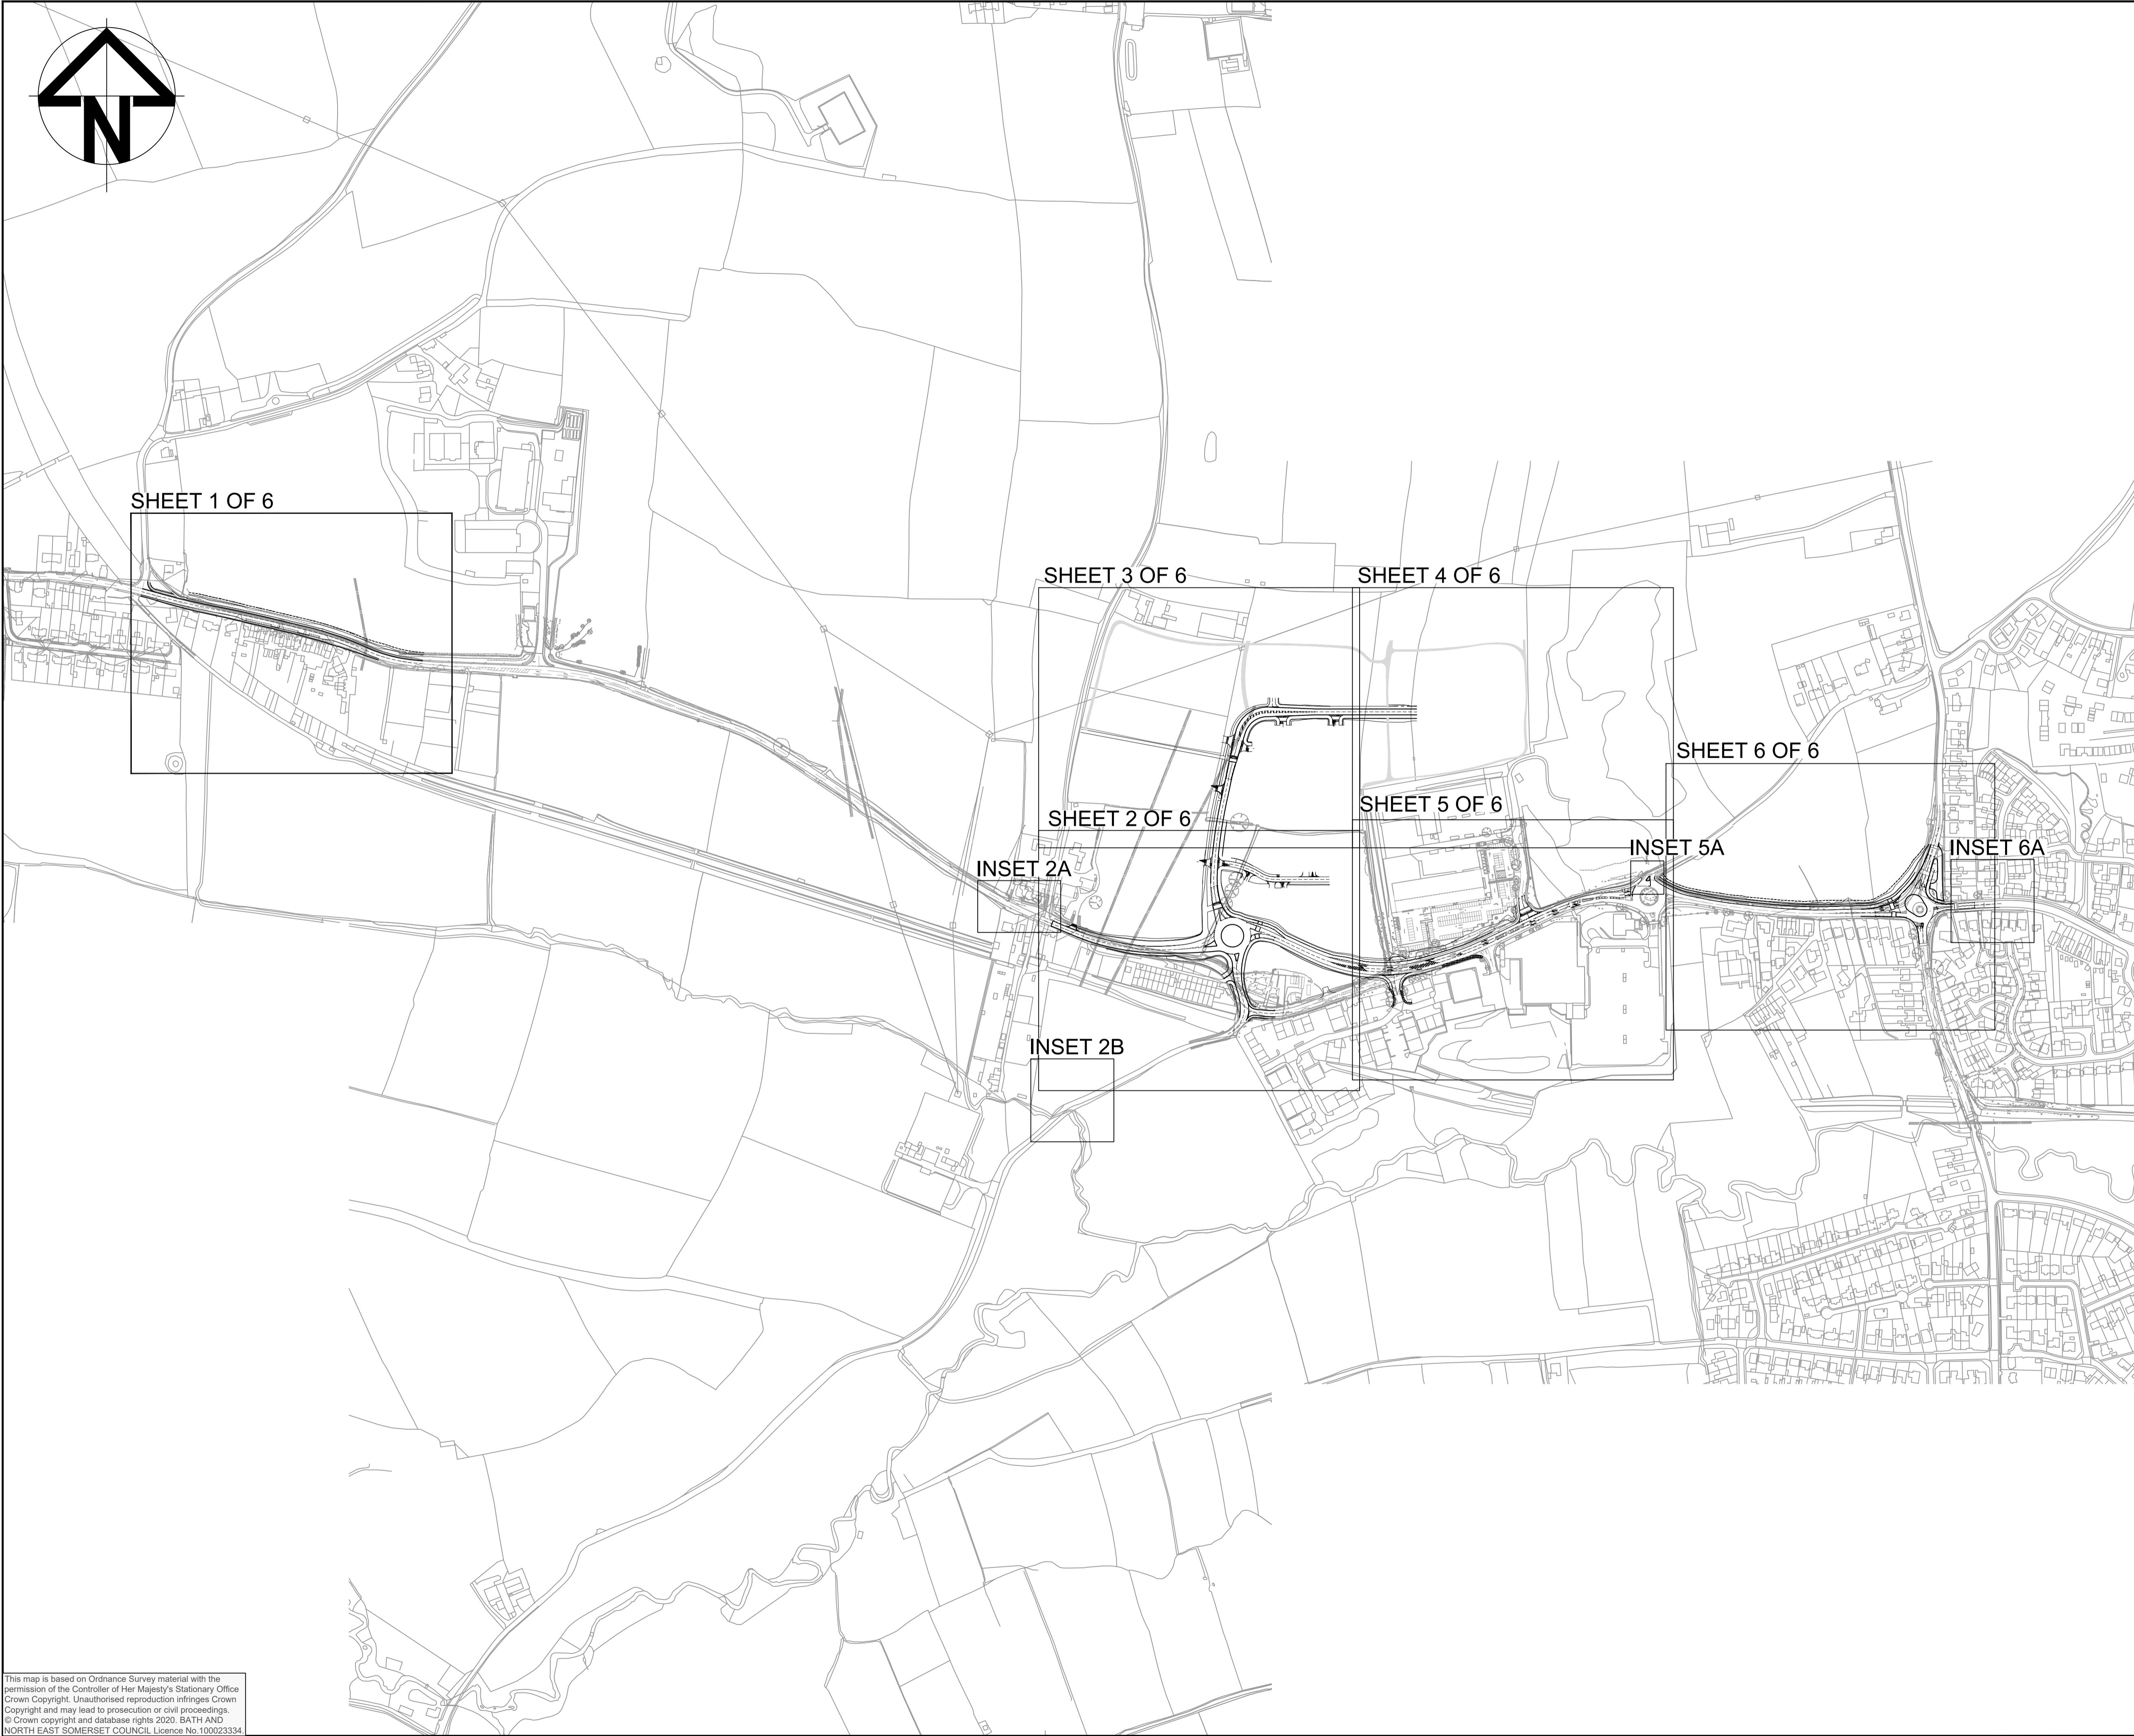 N
SHEET 1 OF 6
SHEET 3 OF 6
SHEET 4 OF 6
SHEET 6 OF 6
SHEET 5 OF 6
SHEET 2 OF 6
INSET 5A
INSET 6A
INSET 2A
INSET 2B
This map is based on Ordnance Survey material with the
permission of the Controller of Her Majesty's Stationary Office
Crown Copyright. Unauthorised reproduction infringes Crown
Copyright and may lead to prosecution or civil proceedings.
© Crown copyright and database rights 2020. BATH AND
NORTH EAST SOMERSET COUNCIL Licence No.100023334.